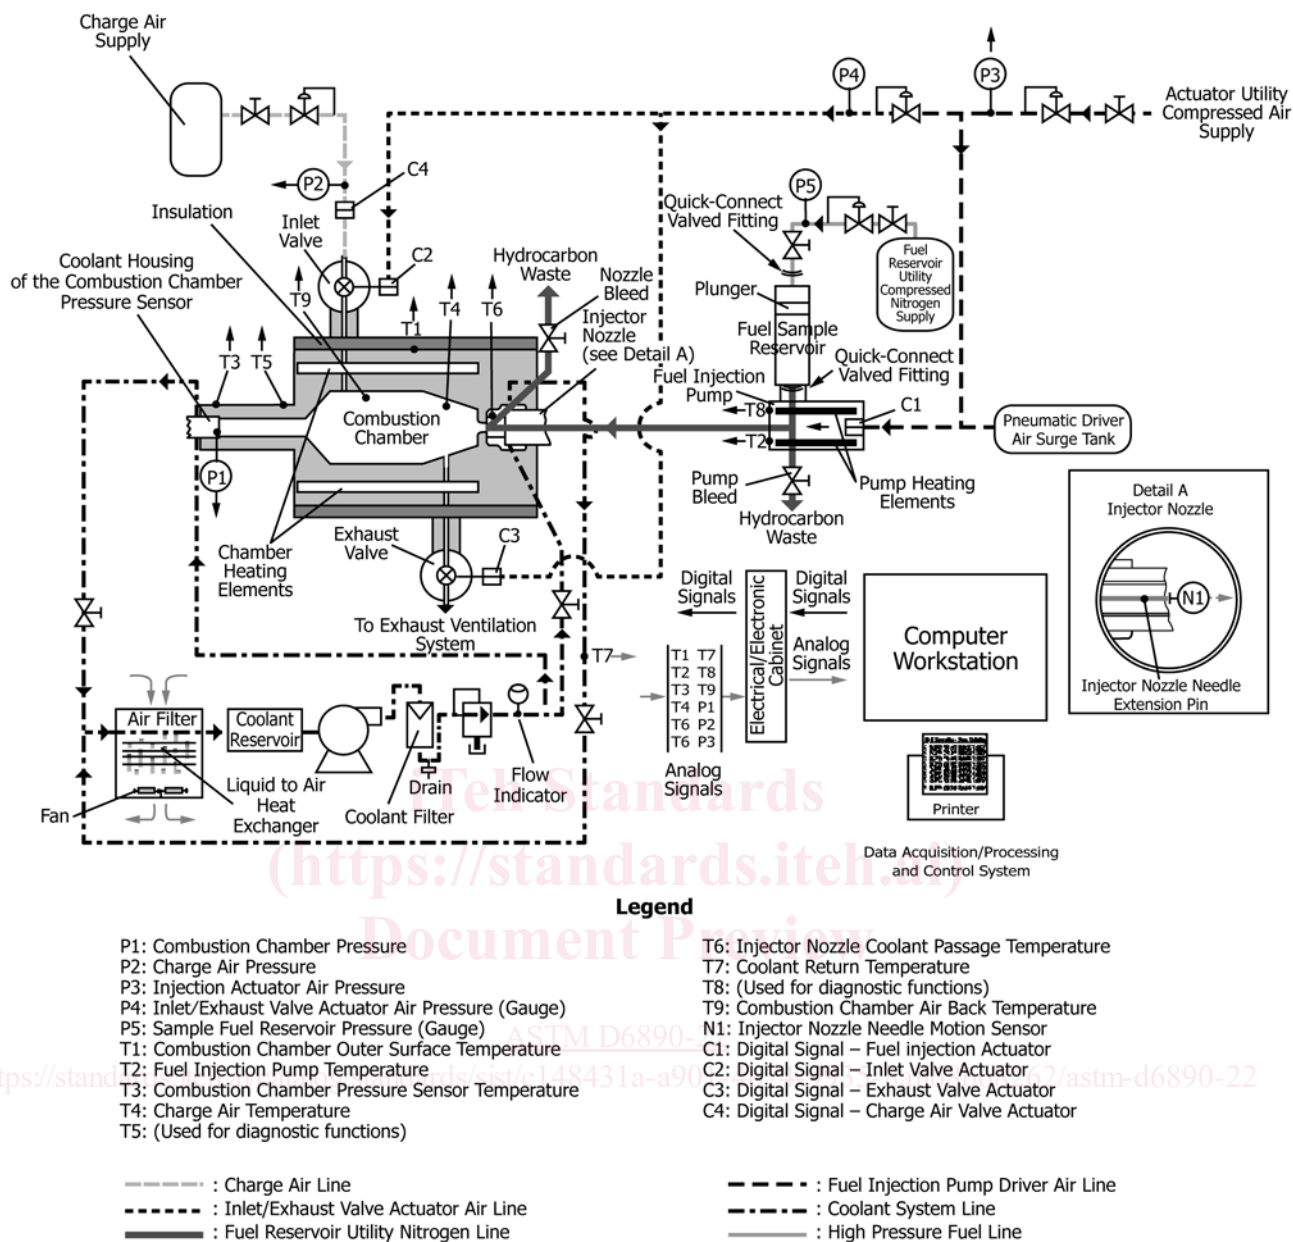 Charge Air
Supply
P4
P3
Actuator Utility
Compressed Air
Supply
P2
C4
P5
Quick-Connect
Valved Fitting
Insulation
Inlet
Valve
C2
Hydrocarbon
Waste
Nozzle
Bleed
Fuel
Reservoir
Utility
Compressed
Nitrogen
Supply
Coolant Housing
of the Combustion Chamber
Pressure Sensor
Plunger
T9
T1
T4
T6
Injector
Nozzle
(see Detail A)
Fuel Sample
Reservoir
T3
T5
Quick-Connect
Valved Fitting
Fuel Injection
Pump
Combustion
Chamber
T8
T2
C1
Pneumatic Driver
Air Surge Tank
P1
Pump
Bleed
Pump Heating
Elements
Hydrocarbon
Waste
Detail A
Injector Nozzle
N1
Injector Nozzle Needle
Extension Pin
Chamber
Heating
Elements
Exhaust
Valve
C3
To Exhaust Ventilation
System
Digital
Signals
Digital
Signals
Electrical/Electronic
Cabinet
Analog
Signals
Computer
Workstation
T7
T1 T7
T2 T8
T3 T9
T4 P1
T6 P2
T6 P3
Analog
Signals
Air Filter
Coolant
Reservoir
Liquid to Air
Heat
Exchanger
Fan
Drain
Coolant Filter
Flow
Indicator
Printer
Data Acquisition/Processing
and Control System
iTeh Standards
(https://standards.iteh.ai)
Document Preview
Legend
P1: Combustion Chamber Pressure
P2: Charge Air Pressure
P3: Injection Actuator Air Pressure
P4: Inlet/Exhaust Valve Actuator Air Pressure (Gauge)
P5: Sample Fuel Reservoir Pressure (Gauge)
T1: Combustion Chamber Outer Surface Temperature
T2: Fuel Injection Pump Temperature
T3: Combustion Chamber Pressure Sensor Temperature
T4: Charge Air Temperature
T5: (Used for diagnostic functions)
T6: Injector Nozzle Coolant Passage Temperature
T7: Coolant Return Temperature
T8: (Used for diagnostic functions)
T9: Combustion Chamber Air Back Temperature
N1: Injector Nozzle Needle Motion Sensor
C1: Digital Signal – Fuel injection Actuator
C2: Digital Signal – Inlet Valve Actuator
C3: Digital Signal – Exhaust Valve Actuator
C4: Digital Signal – Charge Air Valve Actuator
: Charge Air Line
: Inlet/Exhaust Valve Actuator Air Line
: Fuel Reservoir Utility Nitrogen Line
: Fuel Injection Pump Driver Air Line
: Coolant System Line
: High Pressure Fuel Line